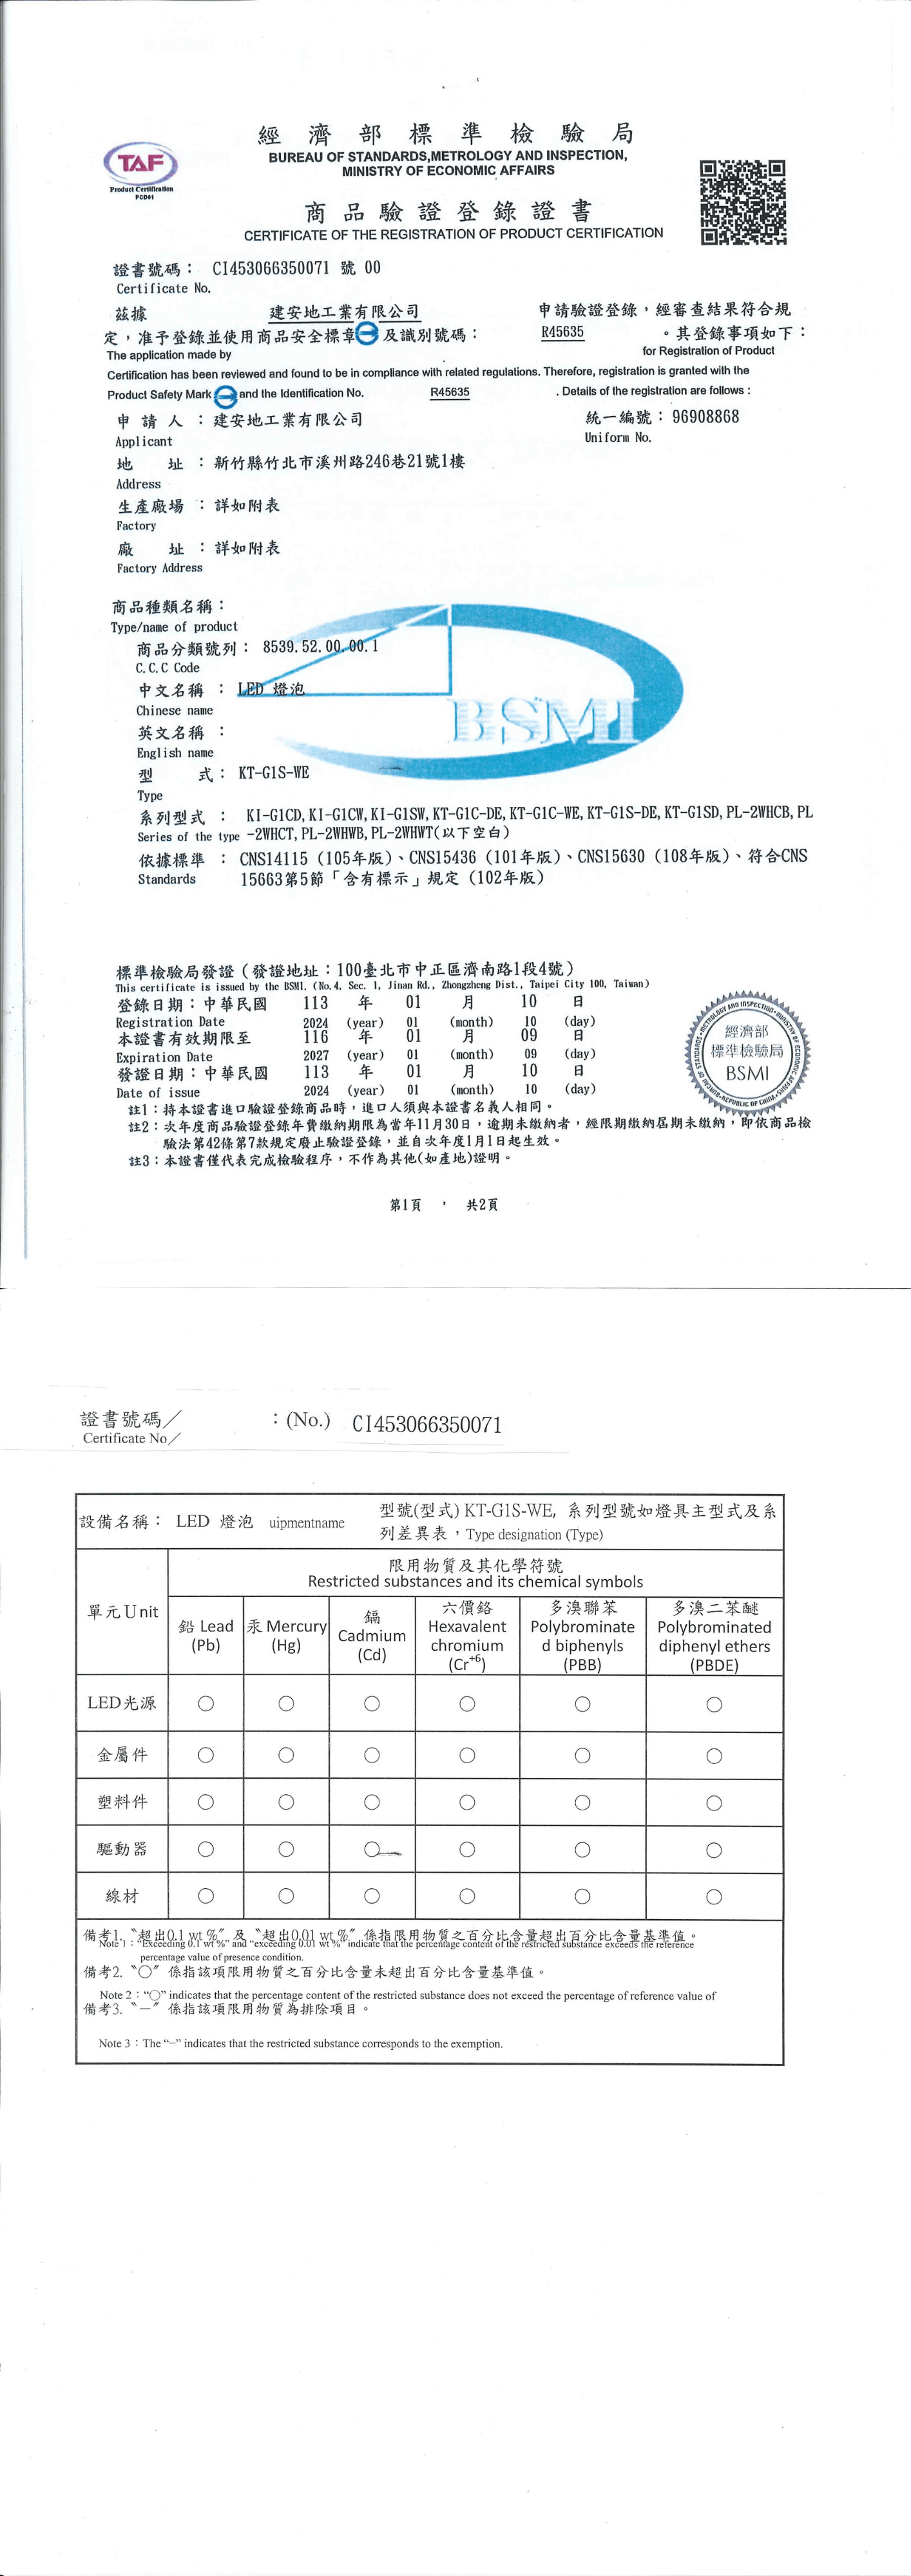 經濟部標準檢驗局
BUREAU OF STANDARDS,METROLOGY AND INSPECTION,
MINISTRY OF ECONOMIC AFFAIRS
TAF
Product Certification
商品驗證登錄證書
CERTIFICATE OF THE REGISTRATION OF PRODUCT CERTIFICATION
證書號碼： CI453066350071 號 00
Certificate No.
茲據 建安地工業有限公司 申請驗證登錄，經審查結果符合規
定，准予登錄並使用商品安全標章 及識別號碼： R45635 。其登錄事項如下：
The application made by for Registration of Product
Certification has been reviewed and found to be in compliance with related regulations. Therefore, registration is granted with the
Product Safety Mark and the Identification No. R45635 . Details of the registration are follows :
申請人 ：建安地工業有限公司 統一編號： 96908868
Applicant Uniform No.
地址 ：新竹縣竹北市溪州路246巷21號1樓
Address
生產廠場 ：詳如附表
Factory
廠址 ：詳如附表
Factory Address
商品種類名稱：
Type/name of product
商品分類號列： 8539.52.00.00.1
C.C.C Code
中文名稱 ： LED 燈泡
Chinese name
英文名稱 ：
English name
型式： KT-G1S-WE
Type
系列型式 ： KI-G1CD, KI-G1CW, KI-G1SW, KT-G1C-DE, KT-G1C-WE, KT-G1S-DE, KT-G1SD, PL-2WHCB, PL
Series of the type -2WHCT, PL-2WHWB, PL-2WHWT(以下空白)
依據標準 ： CNS14115 (105年版)、CNS15436 (101年版)、CNS15630 (108年版)、符合CNS
Standards 15663第5節「含有標示」規定 (102年版)
BSMI
標準檢驗局發證 (發證地址：100臺北市中正區濟南路1段4號)
This certificate is issued by the BSMI. (No. 4, Sec. 1, Jinan Rd., Zhongzheng Dist., Taipei City 100, Taiwan)
登錄日期：中華民國 113 年 01 月 10 日
Registration Date 2024 (year) 01 (month) 10 (day)
本證書有效期限至 116 年 01 月 09 日
Expiration Date 2027 (year) 01 (month) 09 (day)
發證日期：中華民國 113 年 01 月 10 日
Date of issue 2024 (year) 01 (month) 10 (day)
經濟部
標準檢驗局
BSMI
註1：持本證書進口驗證登錄商品時，進口人須與本證書名義人相同。
註2：次年度商品驗證登錄年費繳納期限為當年11月30日，逾期未繳納者，經限期繳納屆期未繳納，即依商品檢
驗法第42條第7款規定廢止驗證登錄，並自次年度1月1日起生效。
註3：本證書僅代表完成檢驗程序，不作為其他(如產地)證明。
第1頁 ， 共2頁
證書號碼／ ：(No.) CI453066350071
Certificate No／
設備名稱： LED 燈泡 uipmentname 型號(型式) KT-G1S-WE, 系列型號如燈具主型式及系
列差異表，Type designation (Type)
單元Unit
限用物質及其化學符號
Restricted substances and its chemical symbols
鉛 Lead (Pb)
汞 Mercury (Hg)
鎘 Cadmium (Cd)
六價鉻 Hexavalent chromium (Cr+6)
多溴聯苯 Polybrominate d biphenyls (PBB)
多溴二苯醚 Polybrominated diphenyl ethers (PBDE)
LED光源 ○ ○ ○ ○ ○ ○
金屬件 ○ ○ ○ ○ ○ ○
塑料件 ○ ○ ○ ○ ○ ○
驅動器 ○ ○ ○ ○ ○ ○
線材 ○ ○ ○ ○ ○ ○
備考1. 〝超出0.1 wt %〞及〝超出0.01 wt %〞係指限用物質之百分比含量超出百分比含量基準值。
Note 1：“Exceeding 0.1 wt %” and “exceeding 0.01 wt %” indicate that the percentage content of the restricted substance exceeds the reference
percentage value of presence condition.
備考2. 〝○〞係指該項限用物質之百分比含量未超出百分比含量基準值。
Note 2：“○” indicates that the percentage content of the restricted substance does not exceed the percentage of reference value of
備考3. 〝－〞係指該項限用物質為排除項目。
Note 3：The “−” indicates that the restricted substance corresponds to the exemption.